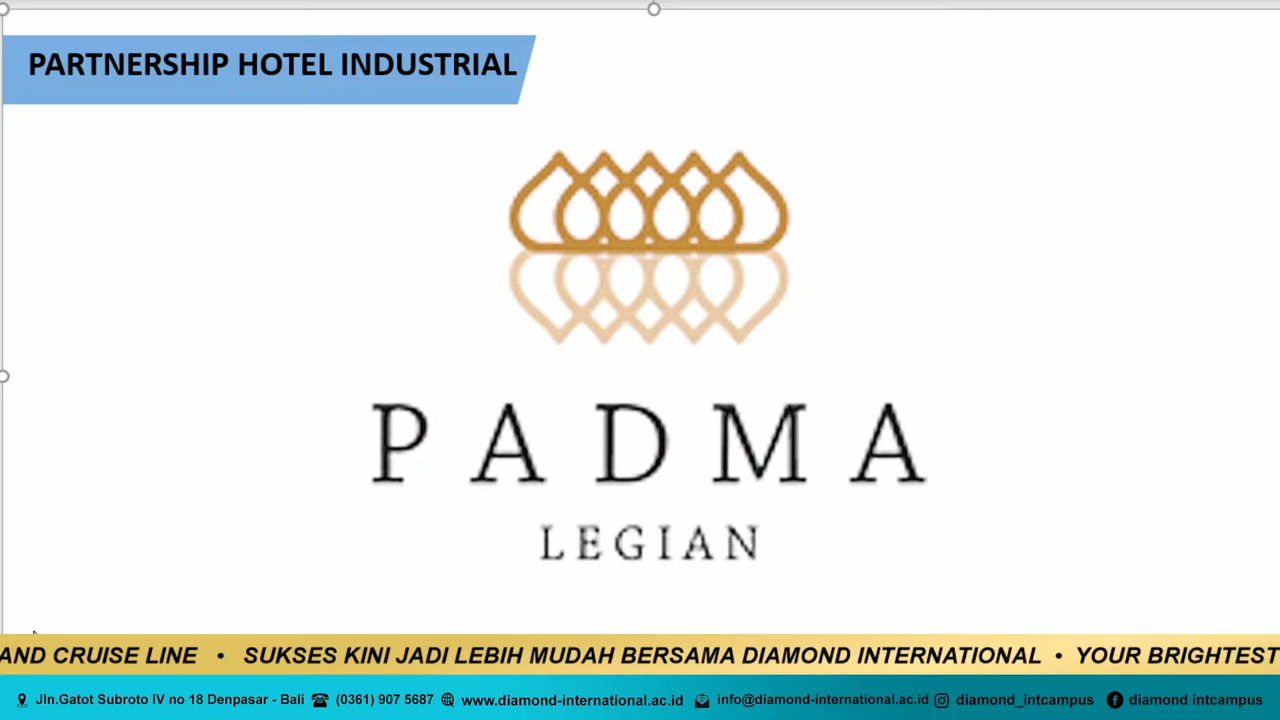 PARTNERSHIP HOTEL INDUSTRIAL
PADMA
LEGIAN
AND CRUISE LINE • SUKSES KINI JADI LEBIH MUDAH BERSAMA DIAMOND INTERNATIONAL • YOUR BRIGHTEST
Jln.Gatot Subroto IV no 18 Denpasar - Bali (0361) 907 5687 www.diamond-international.ac.id info@diamond-international.ac.id diamond_intcampus diamond intcampus